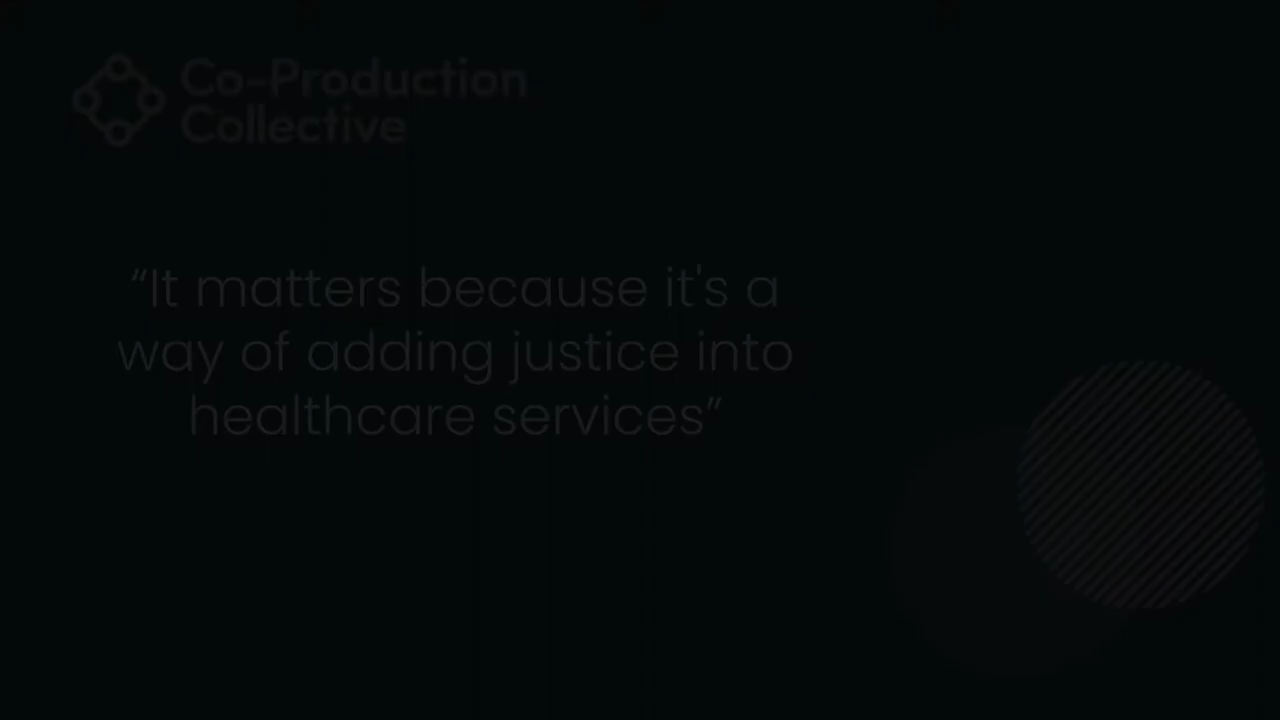 Co-Production
Collective
“It matters because it's a
way of adding justice into
healthcare services”